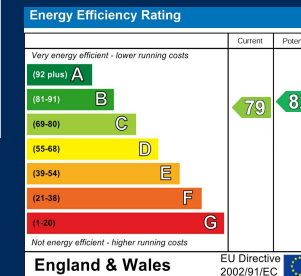 Energy Efficiency Rating
Current
Very energy efficient - lower running costs
(92 plus) A
(81-91) B
(69-80) C
79
(55-68) D
(39-54) E
(21-38) F
(1-20) G
Not energy efficient - higher running costs
England & Wales
EU Directive
2002/91/EC